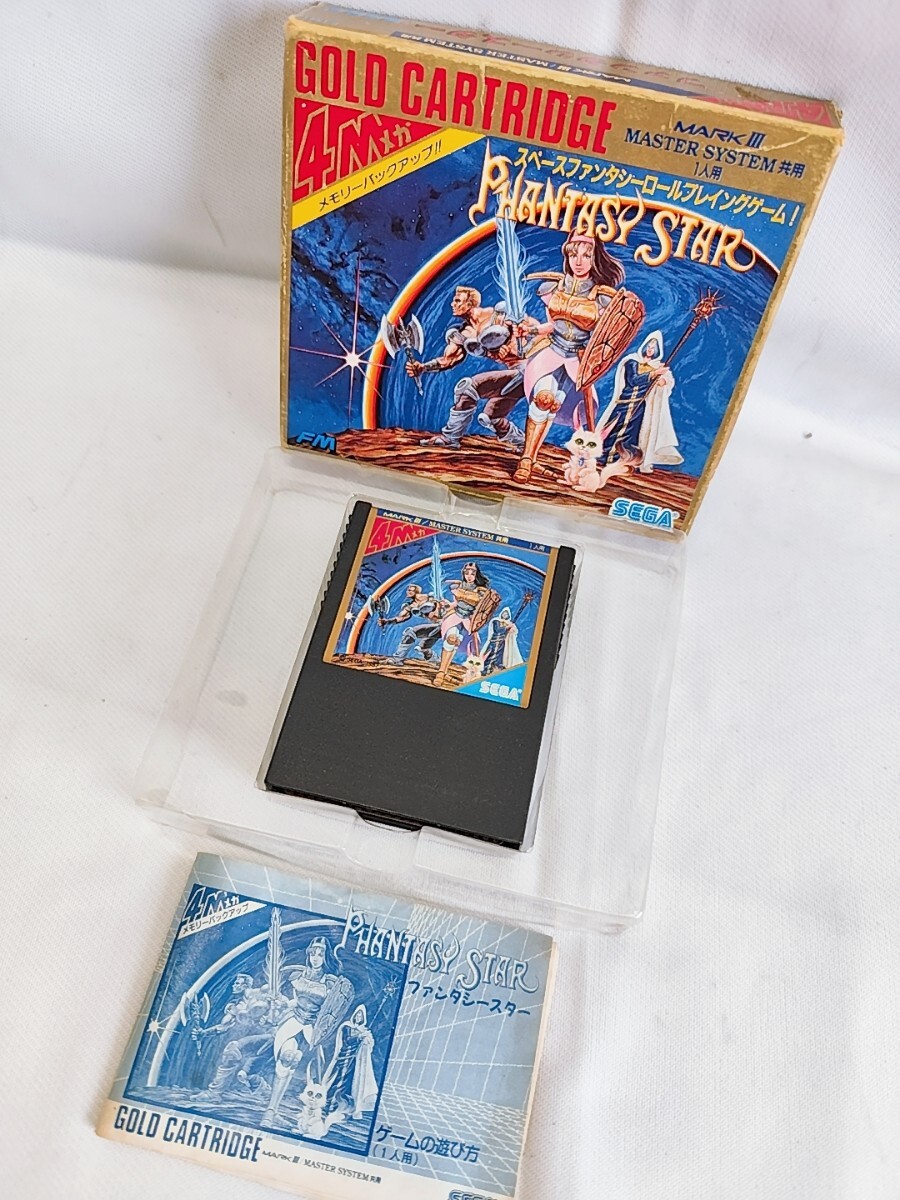 GOLD CARTRIDGE
4Mメガ
メモリーバックアップ!!
MARK III
MASTER SYSTEM 共用
1人用
スペースファンタジーロールプレイングゲーム!
PHANTASY STAR
FM
SEGA
MARK III / MASTER SYSTEM 共用 1人用
4Mメガ
SEGA
4Mメガ
メモリーバックアップ
PHANTASY STAR
ファンタシースター
GOLD CARTRIDGE
MARK III / MASTER SYSTEM 共用
ゲームの遊び方
(1人用)
SEGA